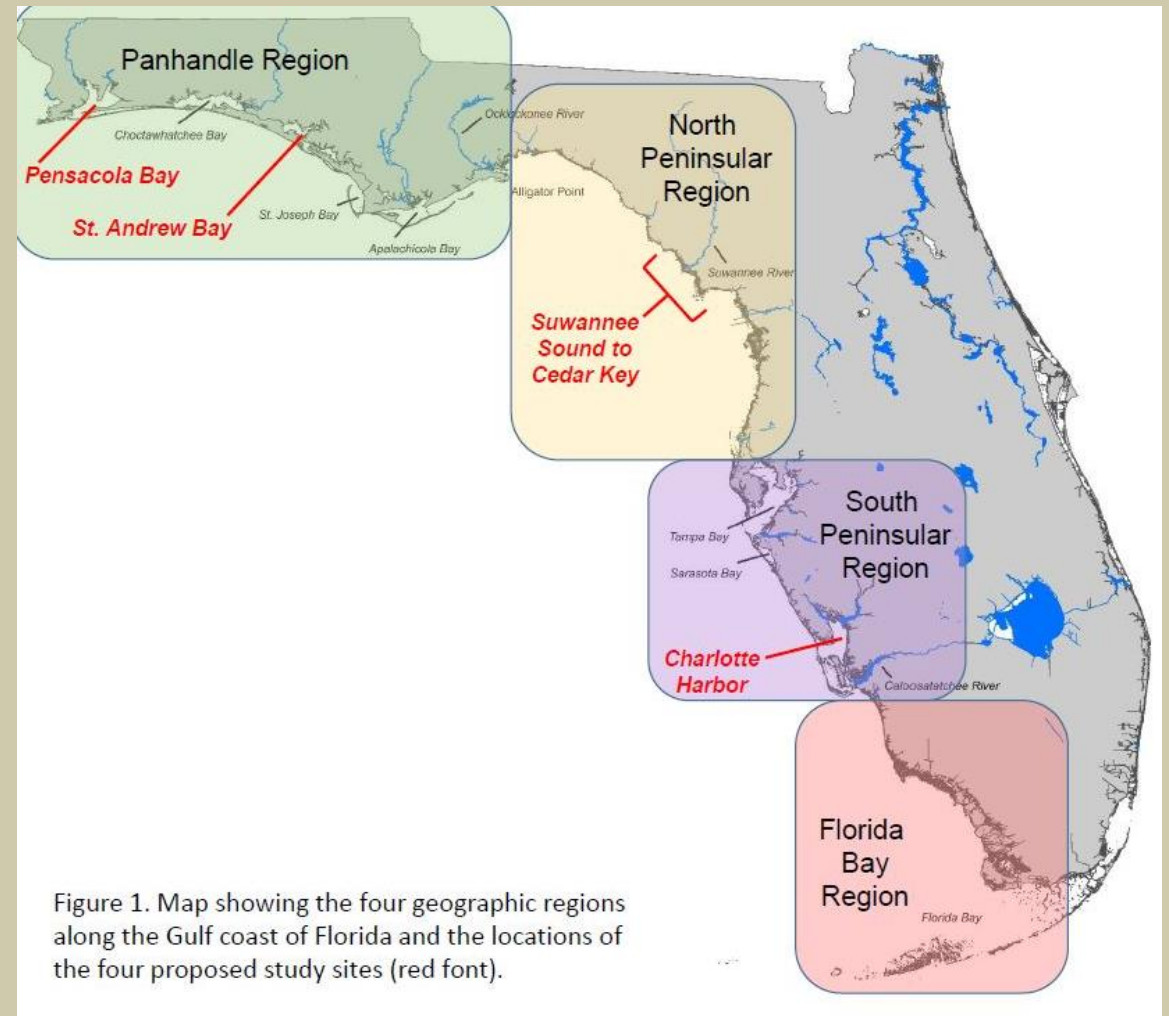 Panhandle Region
Choctawhatchee Bay
Pensacola Bay
St. Andrew Bay
St. Joseph Bay
Apalachicola Bay
Ochlockonee River
Alligator Point
North
Peninsular
Region
Suwannee River
Suwannee
Sound to
Cedar Key
South
Peninsular
Region
Tampa Bay
Sarasota Bay
Charlotte
Harbor
Caloosatatchee River
Florida
Bay
Region
Florida Bay
Figure 1. Map showing the four geographic regions
along the Gulf coast of Florida and the locations of
the four proposed study sites (red font).